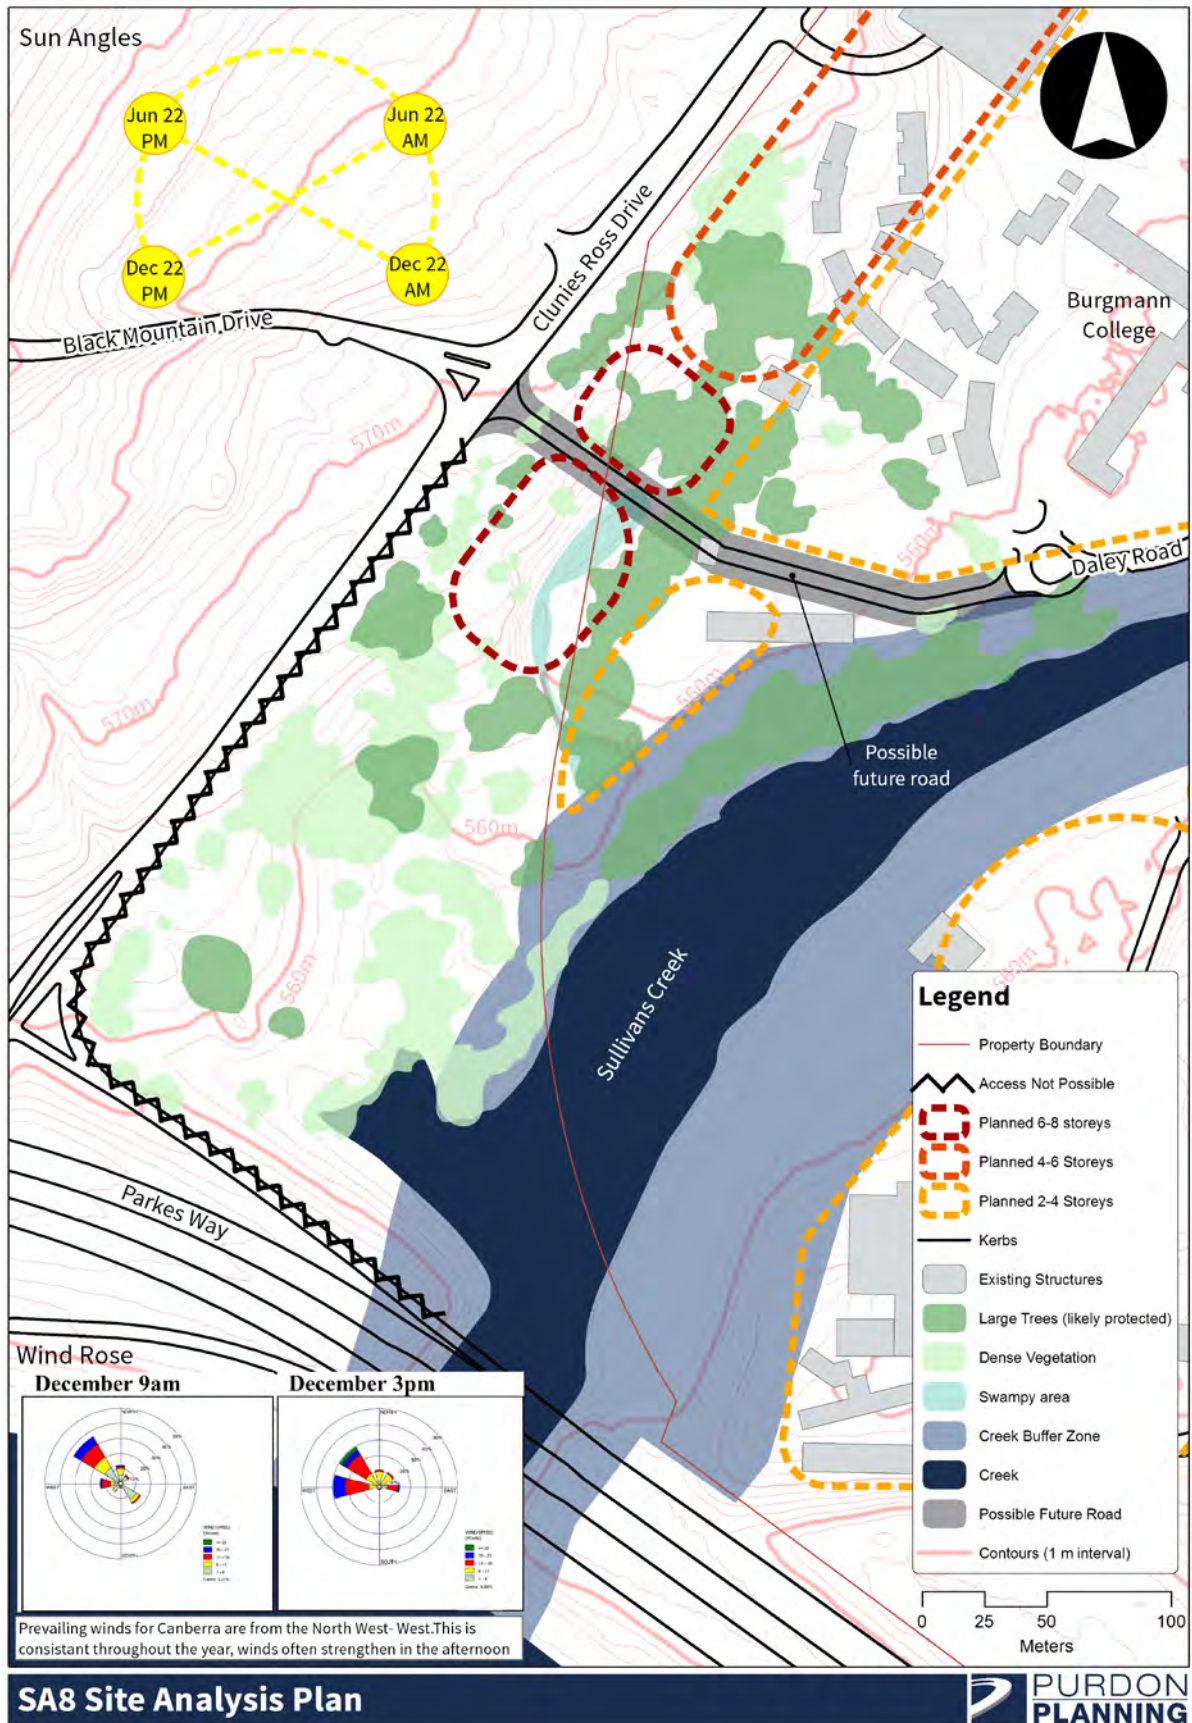 Sun Angles
Jun 22
PM
Jun 22
AM
Dec 22
PM
Dec 22
AM
Black Mountain Drive
Clunies Ross Drive
Burgmann
College
570m
570m
560m
Daley Road
560m
Possible
future road
560m
560m
560m
Sullivans Creek
Parkes Way
Legend
Property Boundary
Access Not Possible
Planned 6-8 storeys
Planned 4-6 Storeys
Planned 2-4 Storeys
Kerbs
Existing Structures
Large Trees (likely protected)
Dense Vegetation
Swampy area
Creek Buffer Zone
Creek
Possible Future Road
Contours (1 m interval)
0 25 50 100
Meters
Wind Rose
December 9am
December 3pm
WEST
EAST
WEST
EAST
Prevailing winds for Canberra are from the North West- West.This is
consistant throughout the year, winds often strengthen in the afternoon
SA8 Site Analysis Plan
PURDON
PLANNING